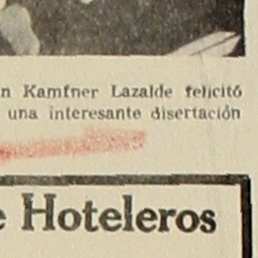 n Kamfner Lazalde felicitó
una interesante disertación
e Hoteleros